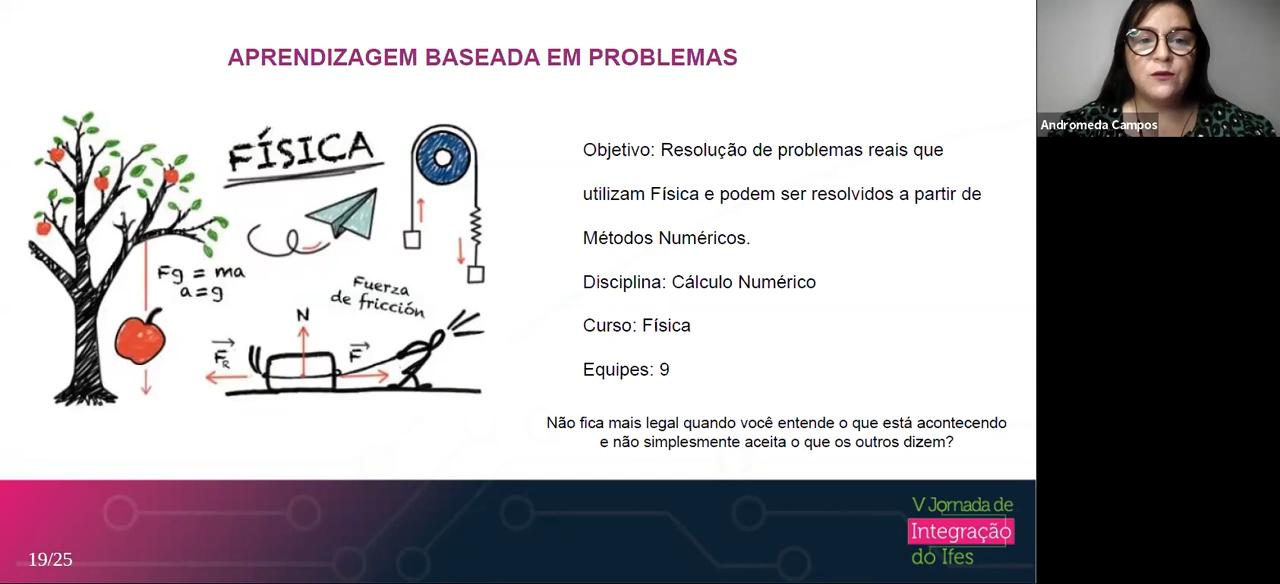 APRENDIZAGEM BASEADA EM PROBLEMAS
FÍSICA
Fg = ma
a=g
Fuerza
de fricción
N
F
R
F
Objetivo: Resolução de problemas reais que
utilizam Física e podem ser resolvidos a partir de
Métodos Numéricos.
Disciplina: Cálculo Numérico
Curso: Física
Equipes: 9
Não fica mais legal quando você entende o que está acontecendo
e não simplesmente aceita o que os outros dizem?
Andromeda Campos
V Jornada de
Integração
do Ifes
19/25